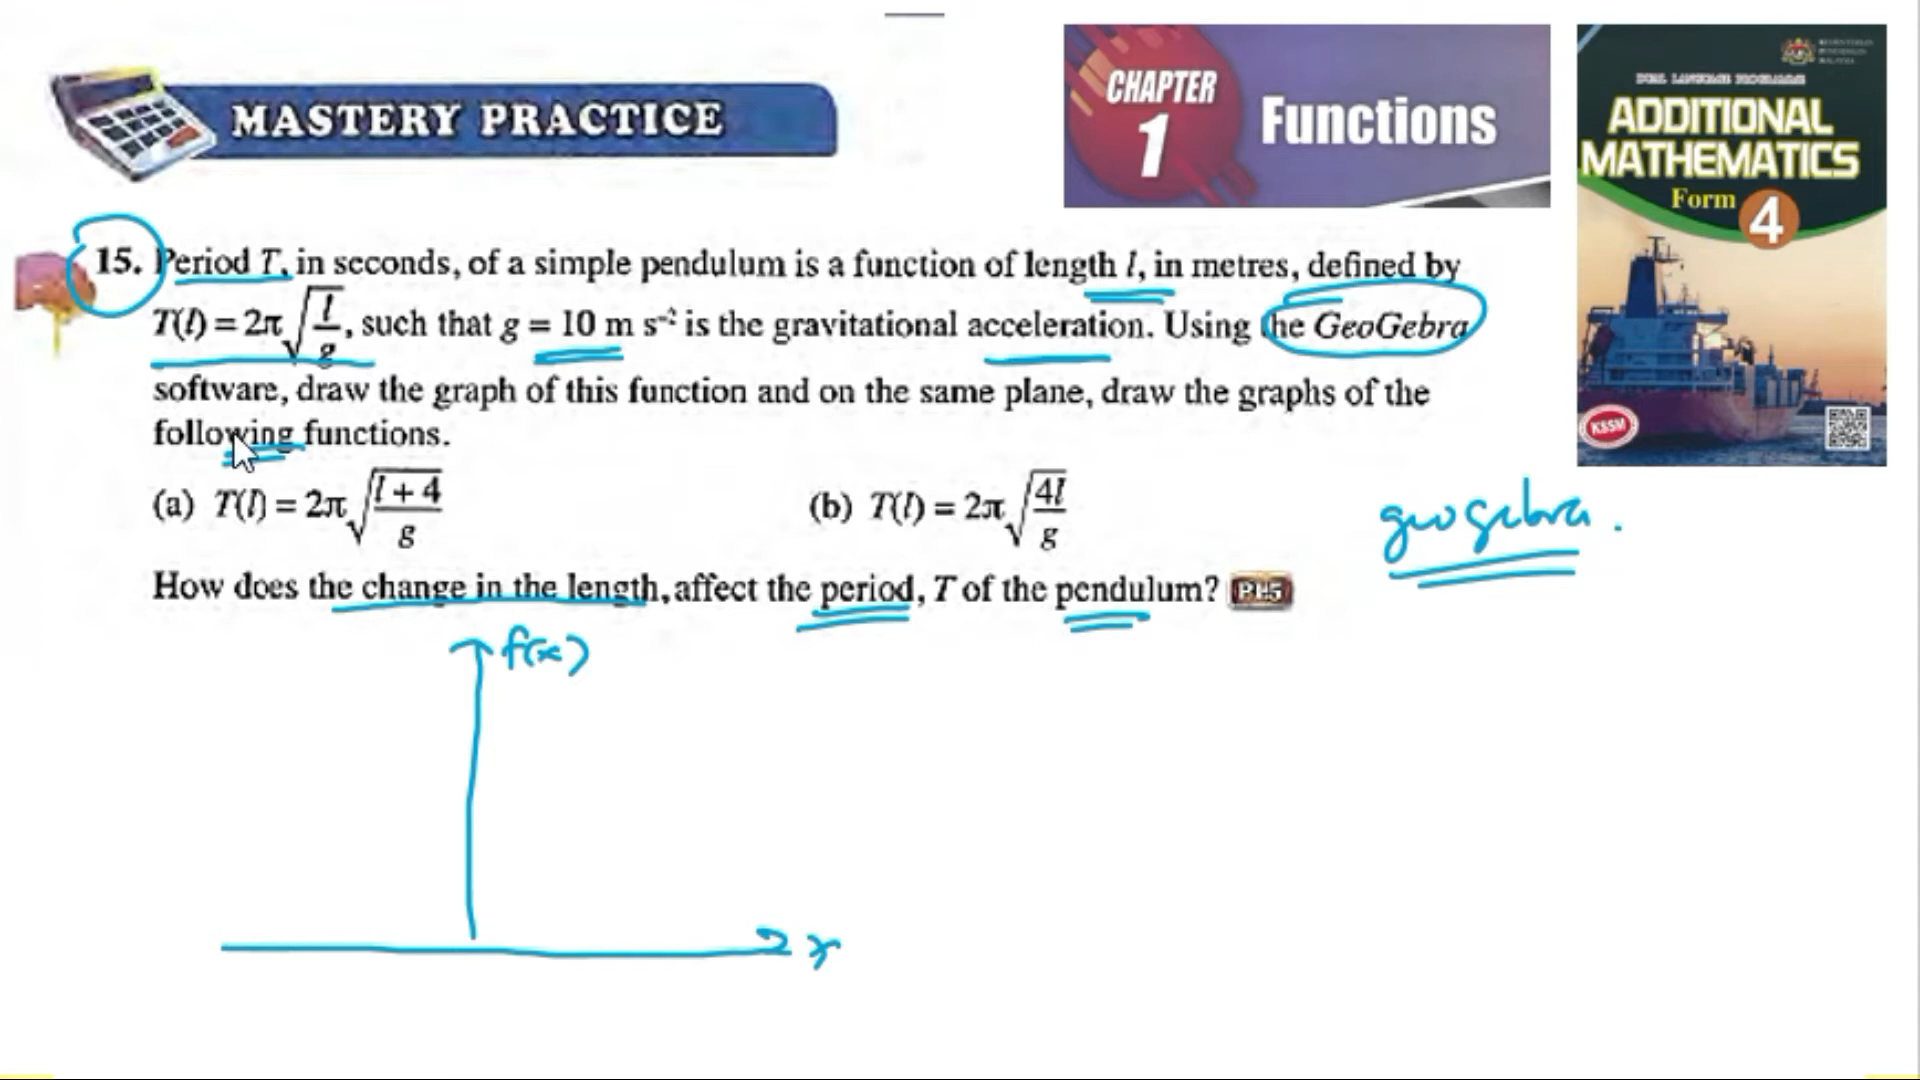 MASTERY PRACTICE
CHAPTER
1
Functions
DUAL LANGUAGE PROGRAMME
ADDITIONAL
MATHEMATICS
Form 4
KSSM
15. Period T, in seconds, of a simple pendulum is a function of length l, in metres, defined by
T(l) = 2π√(l/g), such that g = 10 m s⁻² is the gravitational acceleration. Using the GeoGebra
software, draw the graph of this function and on the same plane, draw the graphs of the
following functions.
(a) T(l) = 2π√((l + 4)/g) (b) T(l) = 2π√(4l/g)
geogebra.
How does the change in the length, affect the period, T of the pendulum? PL5
f(x)
x